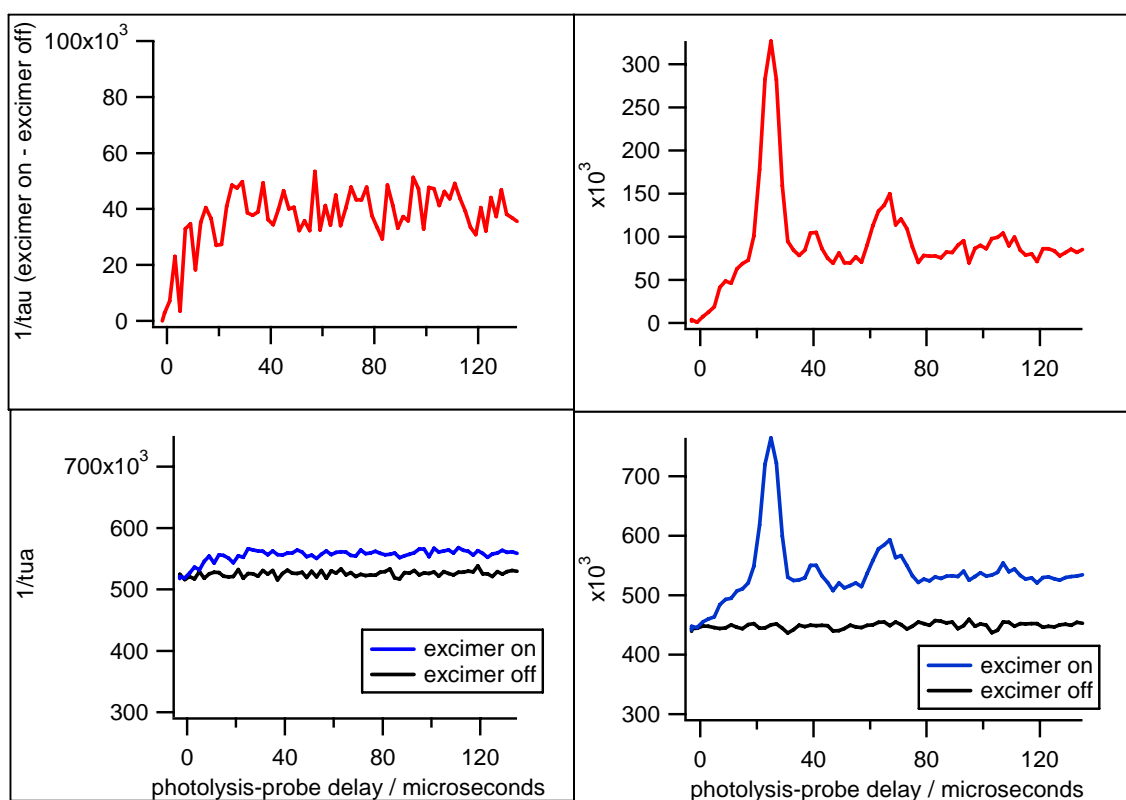 1/tau (excimer on - excimer off)
100x10³
80
60
40
20
0
0 40 80 120
x10³
300
250
200
150
100
50
0
0 40 80 120
1/tua
700x10³
600
500
400
300
excimer on
excimer off
0 40 80 120
photolysis-probe delay / microseconds
x10³
700
600
500
400
300
excimer on
excimer off
0 40 80 120
photolysis-probe delay / microseconds